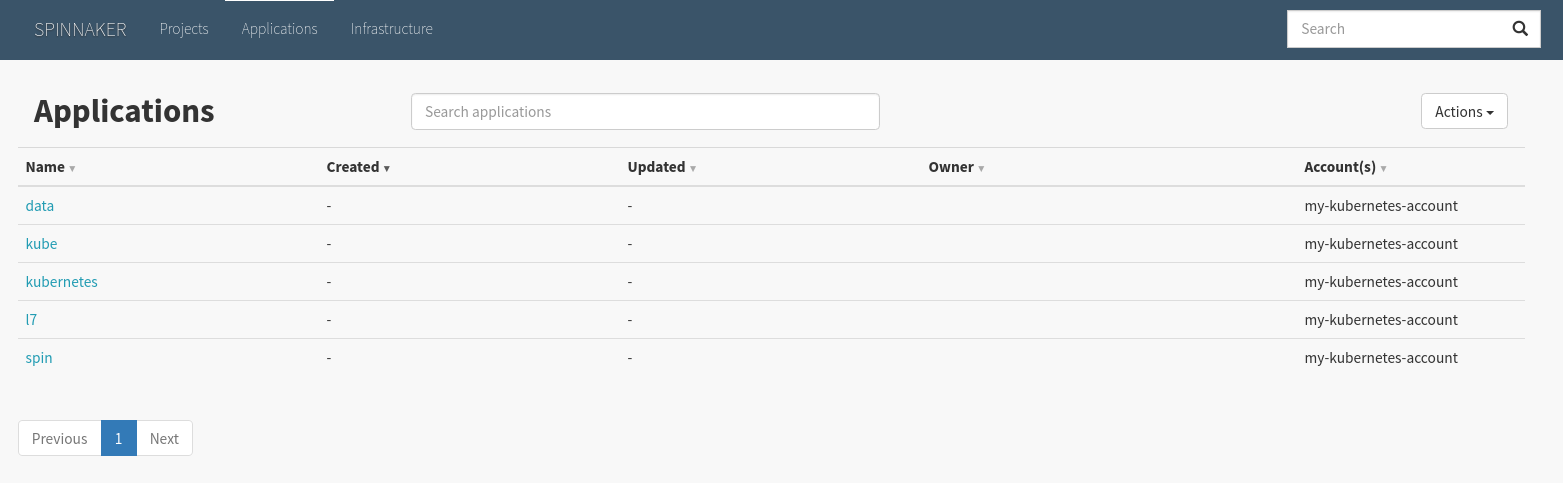 SPINNAKER Projects Applications Infrastructure Search
Applications Search applications Actions
Name Created Updated Owner Account(s)
data - - my-kubernetes-account
kube - - my-kubernetes-account
kubernetes - - my-kubernetes-account
l7 - - my-kubernetes-account
spin - - my-kubernetes-account
Previous 1 Next